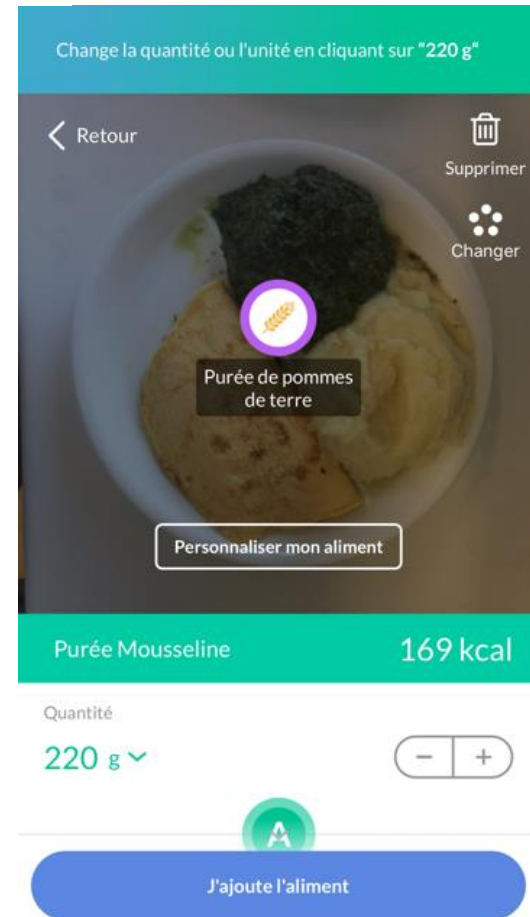 Change la quantité ou l'unité en cliquant sur "220 g"
Retour
Supprimer
Changer
Purée de pommes
de terre
Personnaliser mon aliment
Purée Mousseline 169 kcal
Quantité
220 g
- +
A
J'ajoute l'aliment